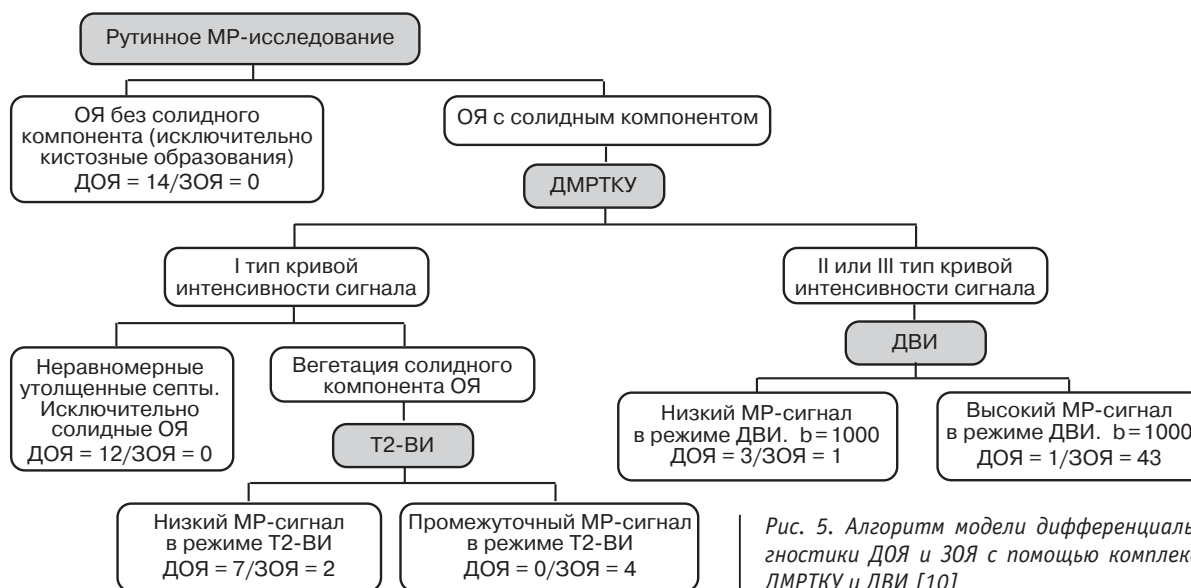 Рутинное МР-исследование
ОЯ без солидного
компонента (исключительно
кистозные образования)
ДОЯ = 14/ЗОЯ = 0
ОЯ с солидным компонентом
ДМРТКУ
I тип кривой
интенсивности сигнала
II или III тип кривой
интенсивности сигнала
Неравномерные
утолщенные септы.
Исключительно
солидные ОЯ
ДОЯ = 12/ЗОЯ = 0
Вегетация солидного
компонента ОЯ
Т2-ВИ
ДВИ
Низкий МР-сигнал
в режиме ДВИ. b=1000
ДОЯ = 3/ЗОЯ = 1
Высокий МР-сигнал
в режиме ДВИ. b=1000
ДОЯ = 1/ЗОЯ = 43
Низкий МР-сигнал
в режиме Т2-ВИ
ДОЯ = 7/ЗОЯ = 2
Промежуточный МР-сигнал
в режиме Т2-ВИ
ДОЯ = 0/ЗОЯ = 4
Рис. 5. Алгоритм модели дифференциаль
гностики ДОЯ и ЗОЯ с помощью комплек
ДМРТКУ и ДВИ [10]